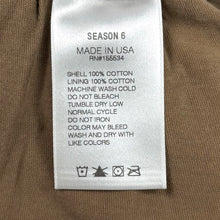 SEASON 6
MADE IN USA
RN#155534
SHELL 100% COTTON
LINING 100% COTTON
MACHINE WASH COLD
DO NOT BLEACH
TUMBLE DRY LOW
NORMAL CYCLE
DO NOT IRON
COLOR MAY BLEED
WASH AND DRY WITH
LIKE COLORS